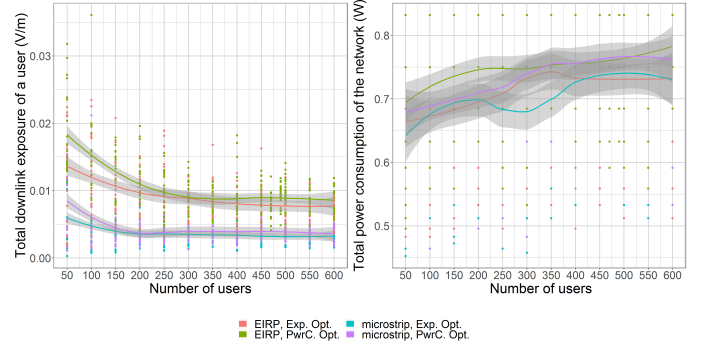 Total downlink exposure of a user (V/m)
0.03
0.02
0.01
0.00
50 100 150 200 250 300 350 400 450 500 550 600
Number of users
Total power consumption of the network (W)
0.8
0.7
0.6
0.5
50 100 150 200 250 300 350 400 450 500 550 600
Number of users
EIRP, Exp. Opt.
EIRP, PwrC. Opt.
microstrip, Exp. Opt.
microstrip, PwrC. Opt.